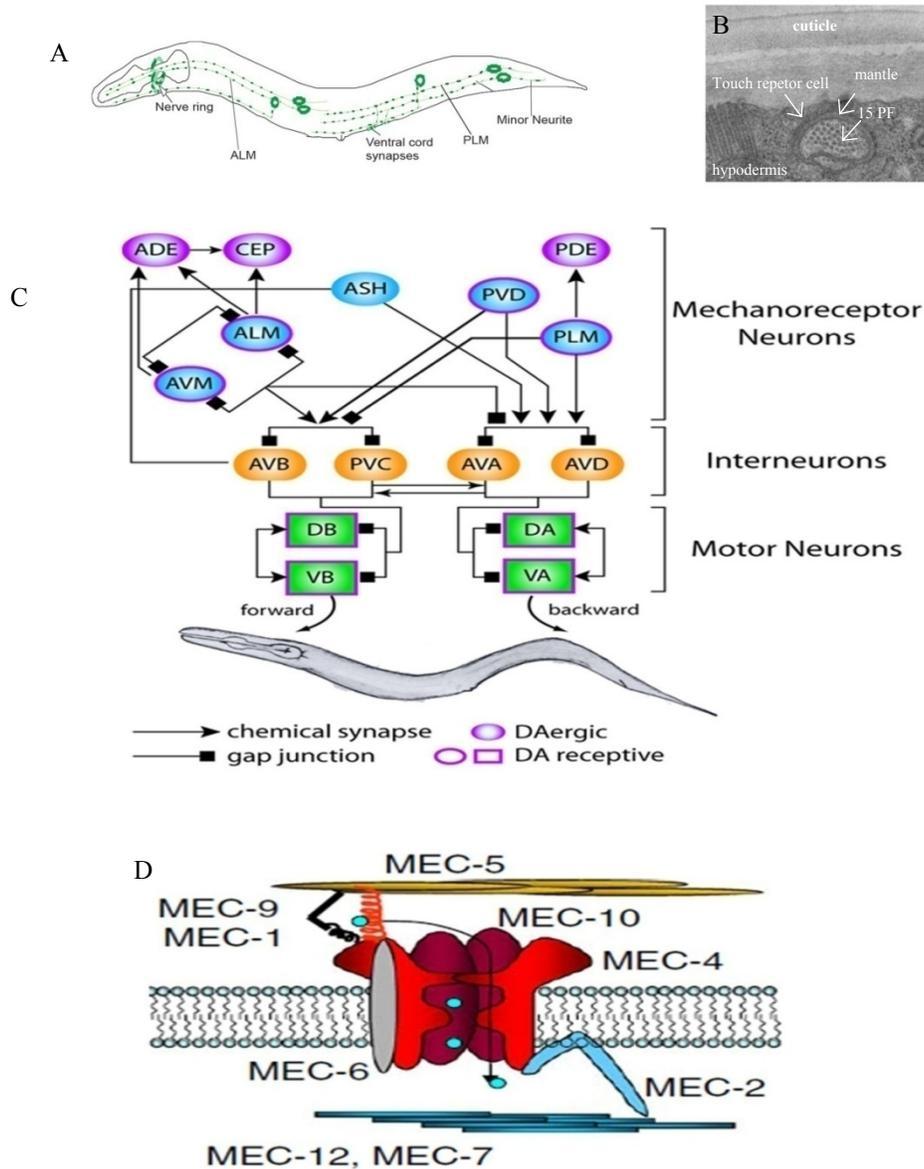 A
Nerve ring
ALM
Ventral cord
synapses
PLM
Minor Neurite
B
cuticle
Touch repetor cell
mantle
15 PF
hypodermis
C
ADE
CEP
ASH
PVD
PDE
ALM
PLM
AVM
Mechanoreceptor
Neurons
AVB
PVC
AVA
AVD
Interneurons
DB
DA
VB
VA
Motor Neurons
forward
backward
chemical synapse
DAergic
gap junction
DA receptive
D
MEC-5
MEC-9
MEC-1
MEC-10
MEC-4
MEC-6
MEC-2
MEC-12, MEC-7